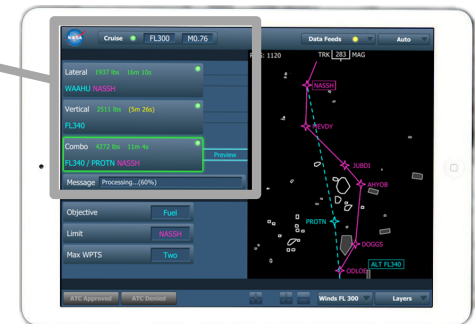 NASA Cruise FL300 M0.76 Data Feeds Auto
: 1120 TRK 283 MAG
Lateral 1937 lbs 16m 10s
WAAHU NASSH
Vertical 2511 lbs (5m 26s)
FL340
Combo 4272 lbs 11m 4s
FL340 / PROTN NASSH
Preview
Message Processing...(60%)
Objective Fuel
Limit NASSH
Max WPTS Two
ATC Approved ATC Denied
NASSH
MEVDY
JUBDI
AHYOB
PROTN
DOGGS
ALT FL340
ODLOE
Winds FL 300 Layers